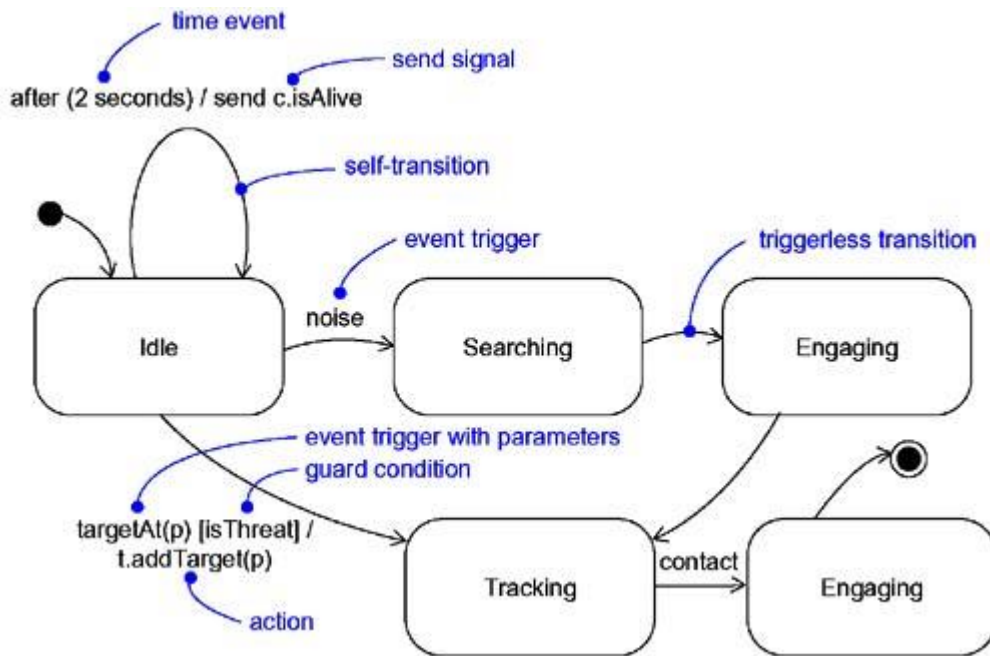 time event
send signal
after (2 seconds) / send c.isAlive
self-transition
event trigger
triggerless transition
noise
Idle
Searching
Engaging
event trigger with parameters
guard condition
targetAt(p) [isThreat] /
t.addTarget(p)
contact
Tracking
Engaging
action